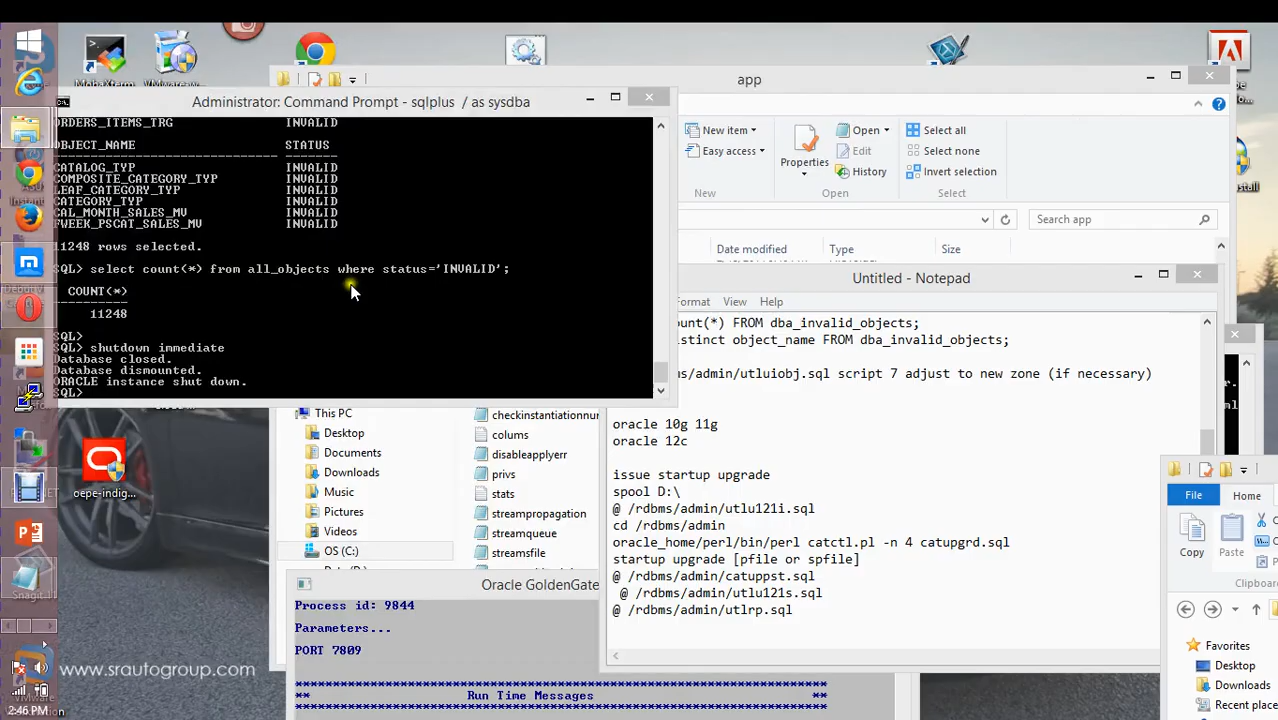 MobaXterm
VMwarew...
app
Administrator: Command Prompt - sqlplus / as sysdba
ORDERS_ITEMS_TRG INVALID
OBJECT_NAME STATUS
CATALOG_TYP INVALID
COMPOSITE_CATEGORY_TYP INVALID
LEAF_CATEGORY_TYP INVALID
CATEGORY_TYP INVALID
CAL_MONTH_SALES_MV INVALID
FWEEK_PSCAT_SALES_MV INVALID
11248 rows selected.
SQL> select count(*) from all_objects where status='INVALID';
COUNT(*)
11248
SQL>
SQL> shutdown immediate
Database closed.
Database dismounted.
ORACLE instance shut down.
SQL>
New item
Easy access
New
Properties
Open
Edit
History
Open
Select all
Select none
Invert selection
Select
Search app
Date modified
Type
Size
Untitled - Notepad
Format View Help
count(*) FROM dba_invalid_objects;
istinct object_name FROM dba_invalid_objects;
ms/admin/utluiobj.sql script 7 adjust to new zone (if necessary)
oracle 10g 11g
oracle 12c
issue startup upgrade
spool D:\
@ /rdbms/admin/utlu121i.sql
cd /rdbms/admin
oracle_home/perl/bin/perl catctl.pl -n 4 catupgrd.sql
startup upgrade [pfile or spfile]
@ /rdbms/admin/catuppst.sql
@ /rdbms/admin/utlu121s.sql
@ /rdbms/admin/utlrp.sql
This PC
Desktop
Documents
Downloads
Music
Pictures
Videos
OS (C:)
checkinstantiationnu
colums
disableapplyerr
privs
stats
streampropagation
streamqueue
streamsfile
oepe-indig...
Oracle GoldenGate
Process id: 9844
Parameters...
PORT 7809
Run Time Messages
File
Home
Copy
Paste
Clipboard
Favorites
Desktop
Downloads
Recent place
Snagit
www.srautogroup.com
2:46 PM